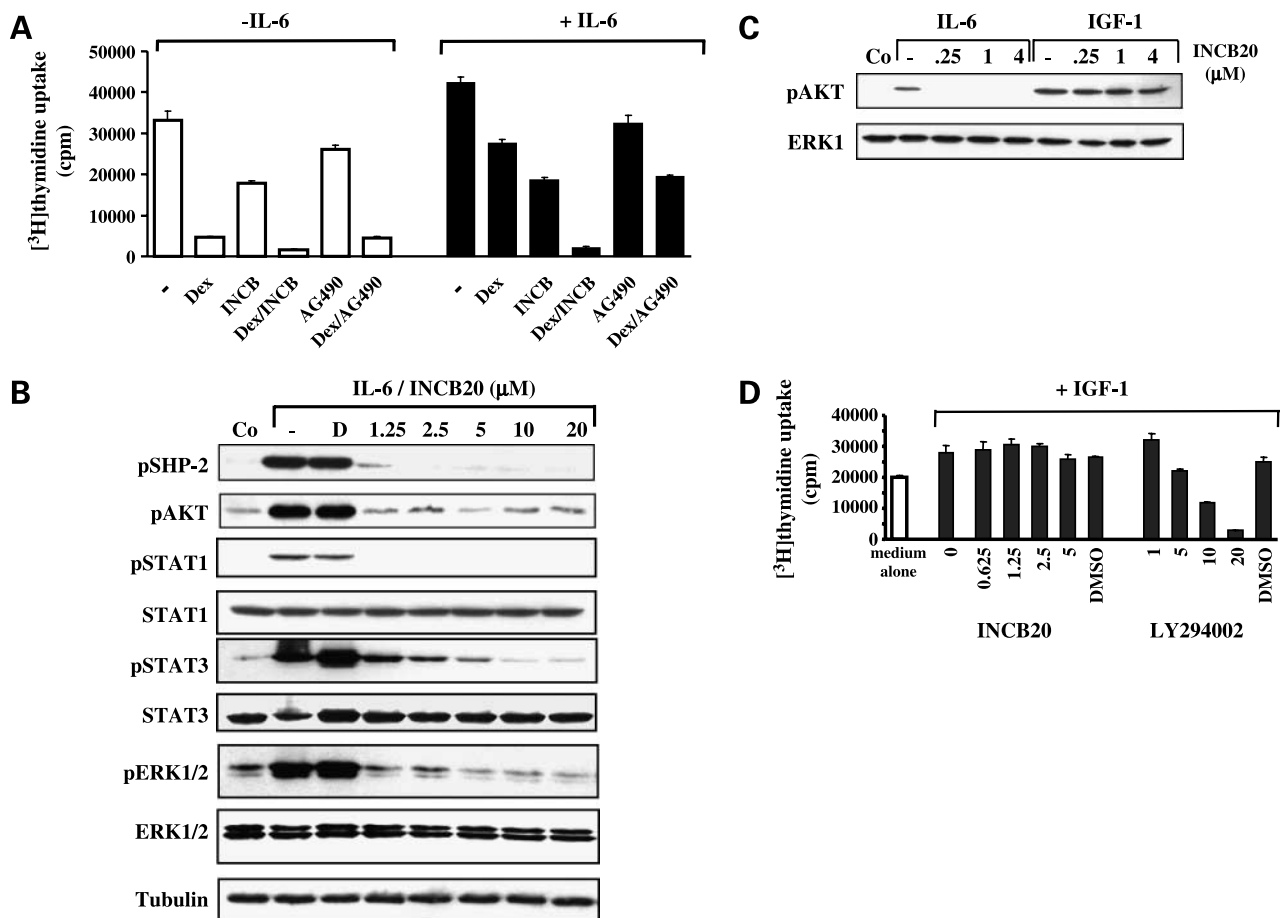 A
-IL-6
+ IL-6
[³H]thymidine uptake
(cpm)
50000
40000
30000
20000
10000
0
-
Dex
INCB
Dex/INCB
AG490
Dex/AG490
-
Dex
INCB
Dex/INCB
AG490
Dex/AG490
C
IL-6
IGF-1
Co - .25 1 4 - .25 1 4
INCB20
(μM)
pAKT
ERK1
B
IL-6 / INCB20 (μM)
Co - D 1.25 2.5 5 10 20
pSHP-2
pAKT
pSTAT1
STAT1
pSTAT3
STAT3
pERK1/2
ERK1/2
Tubulin
D
+ IGF-1
[³H]thymidine uptake
(cpm)
40000
30000
20000
10000
0
medium
alone
0
0.625
1.25
2.5
5
DMSO
1
5
10
20
DMSO
INCB20
LY294002